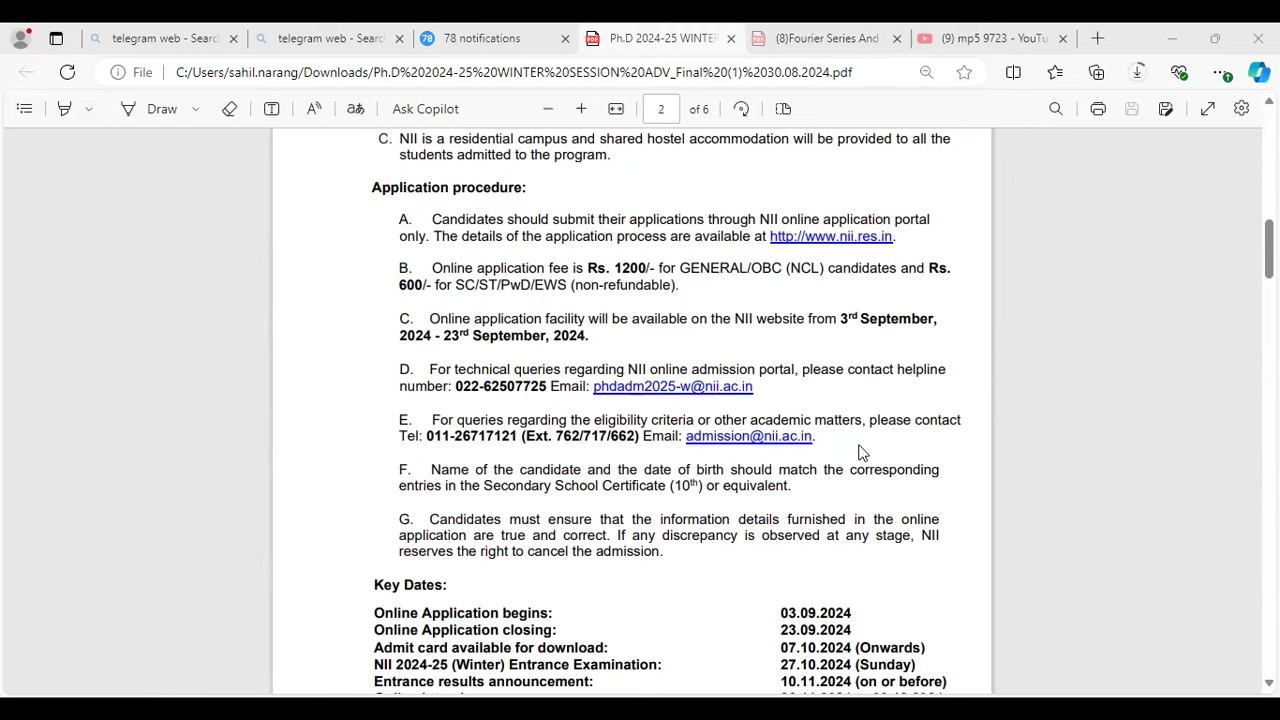 telegram web - Searc
telegram web - Searc
78
78 notifications
Ph.D 2024-25 WINTER
(8)Fourier Series And
(9) mp5 9723 - YouTu
File
C:/Users/sahil.narang/Downloads/Ph.D%202024-25%20WINTER%20SESSION%20ADV_Final%20(1)%2030.08.2024.pdf
Draw
Ask Copilot
2
of 6
C. NII is a residential campus and shared hostel accommodation will be provided to all the
students admitted to the program.
Application procedure:
A. Candidates should submit their applications through NII online application portal
only. The details of the application process are available at http://www.nii.res.in.
B. Online application fee is Rs. 1200/- for GENERAL/OBC (NCL) candidates and Rs.
600/- for SC/ST/PwD/EWS (non-refundable).
C. Online application facility will be available on the NII website from 3rd September,
2024 - 23rd September, 2024.
D. For technical queries regarding NII online admission portal, please contact helpline
number: 022-62507725 Email: phdadm2025-w@nii.ac.in
E. For queries regarding the eligibility criteria or other academic matters, please contact
Tel: 011-26717121 (Ext. 762/717/662) Email: admission@nii.ac.in.
F. Name of the candidate and the date of birth should match the corresponding
entries in the Secondary School Certificate (10th) or equivalent.
G. Candidates must ensure that the information details furnished in the online
application are true and correct. If any discrepancy is observed at any stage, NII
reserves the right to cancel the admission.
Key Dates:
Online Application begins: 03.09.2024
Online Application closing: 23.09.2024
Admit card available for download: 07.10.2024 (Onwards)
NII 2024-25 (Winter) Entrance Examination: 27.10.2024 (Sunday)
Entrance results announcement: 10.11.2024 (on or before)